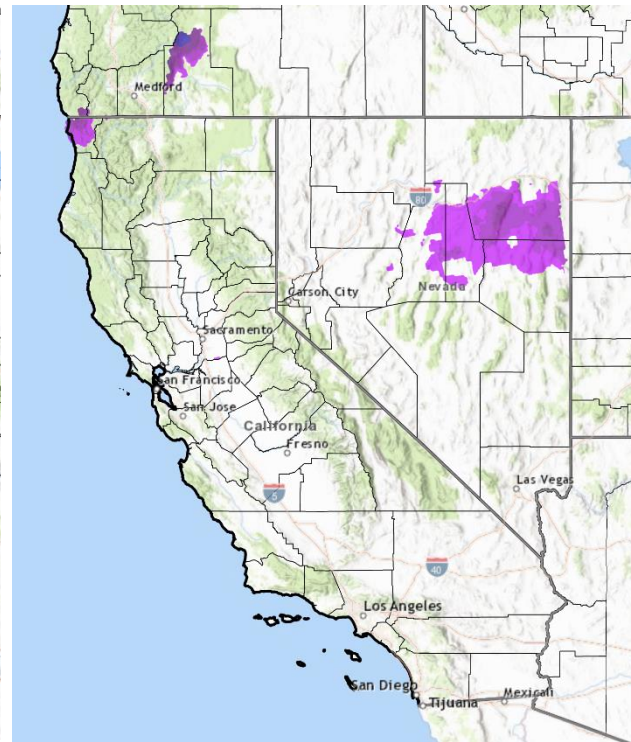 Medford
80
Nevada
Carson City
Sacramento
San Francisco
San Jose
California
Fresno
5
Las Vegas
40
Los Angeles
San Diego
Mexicali
Tijuana